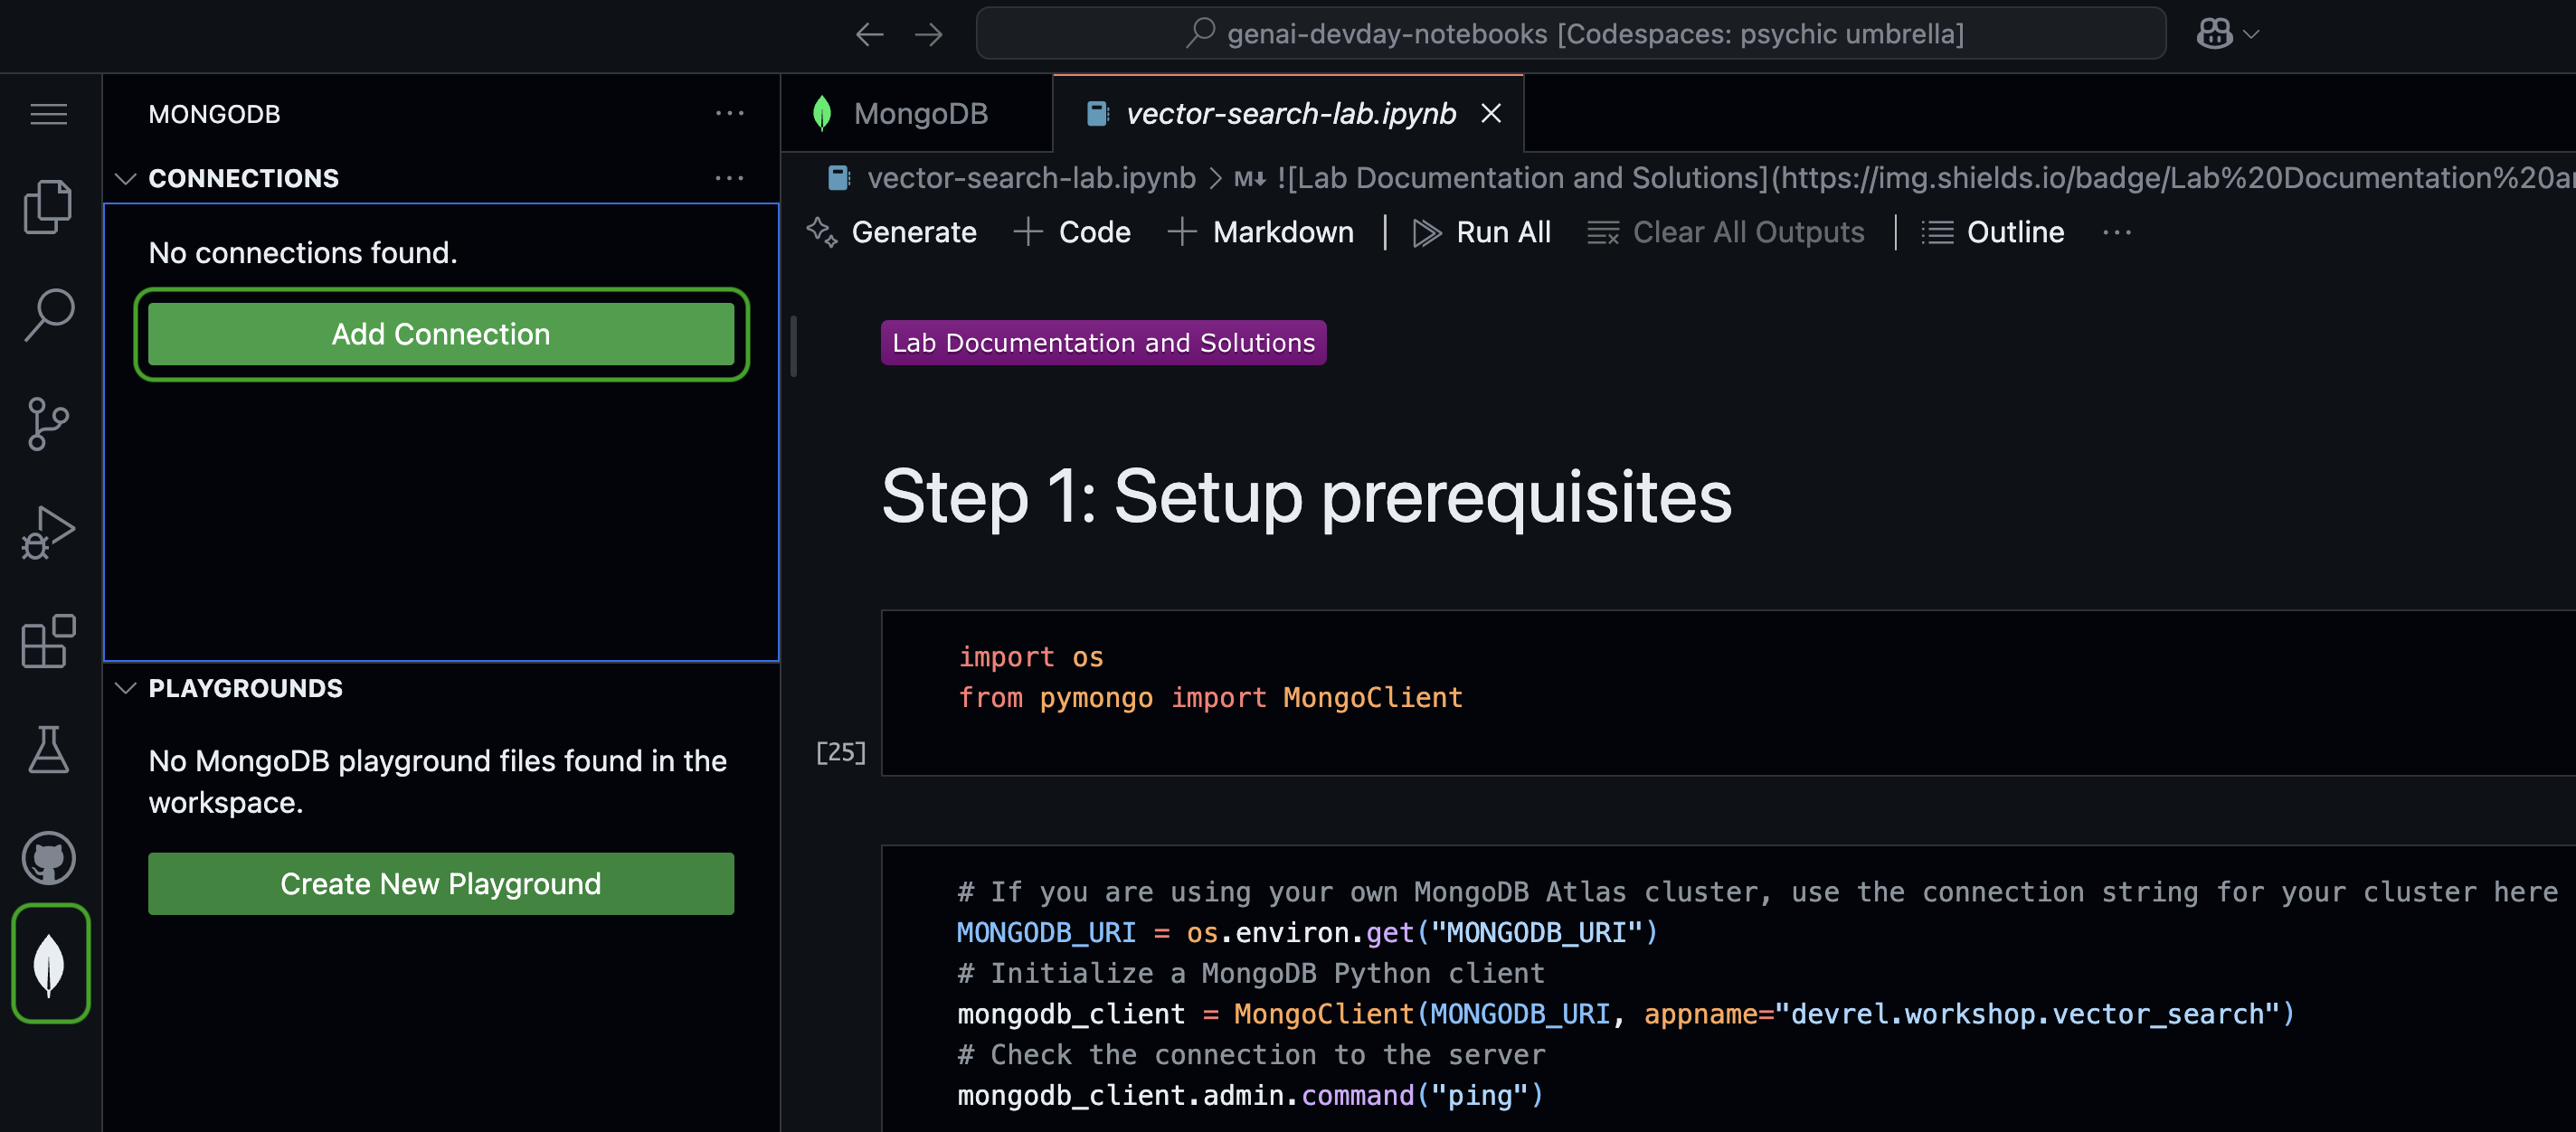 genai-devday-notebooks [Codespaces: psychic umbrella]
MONGODB
CONNECTIONS
No connections found.
Add Connection
PLAYGROUNDS
No MongoDB playground files found in the
workspace.
Create New Playground
MongoDB
vector-search-lab.ipynb
vector-search-lab.ipynb > M↓ ![Lab Documentation and Solutions](https://img.shields.io/badge/Lab%20Documentation%20a
Generate + Code + Markdown | Run All Clear All Outputs | Outline ...
Lab Documentation and Solutions
Step 1: Setup prerequisites
import os
from pymongo import MongoClient
[25]
# If you are using your own MongoDB Atlas cluster, use the connection string for your cluster here
MONGODB_URI = os.environ.get("MONGODB_URI")
# Initialize a MongoDB Python client
mongodb_client = MongoClient(MONGODB_URI, appname="devrel.workshop.vector_search")
# Check the connection to the server
mongodb_client.admin.command("ping")